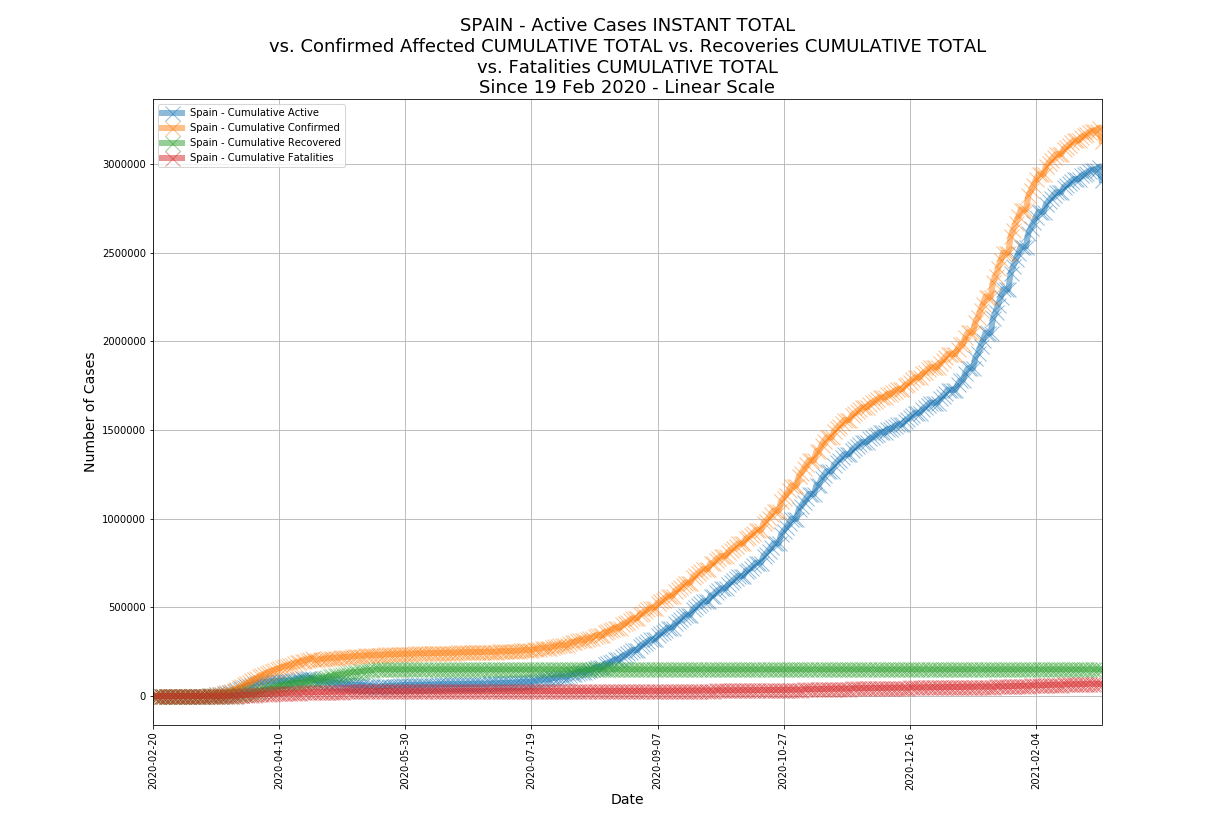 SPAIN - Active Cases INSTANT TOTAL
vs. Confirmed Affected CUMULATIVE TOTAL vs. Recoveries CUMULATIVE TOTAL
vs. Fatalities CUMULATIVE TOTAL
Since 19 Feb 2020 - Linear Scale
Spain - Cumulative Active
Spain - Cumulative Confirmed
Spain - Cumulative Recovered
Spain - Cumulative Fatalities
Number of Cases
3000000
2500000
2000000
1500000
1000000
500000
0
2020-02-20
2020-04-10
2020-05-30
2020-07-19
2020-09-07
2020-10-27
2020-12-16
2021-02-04
Date